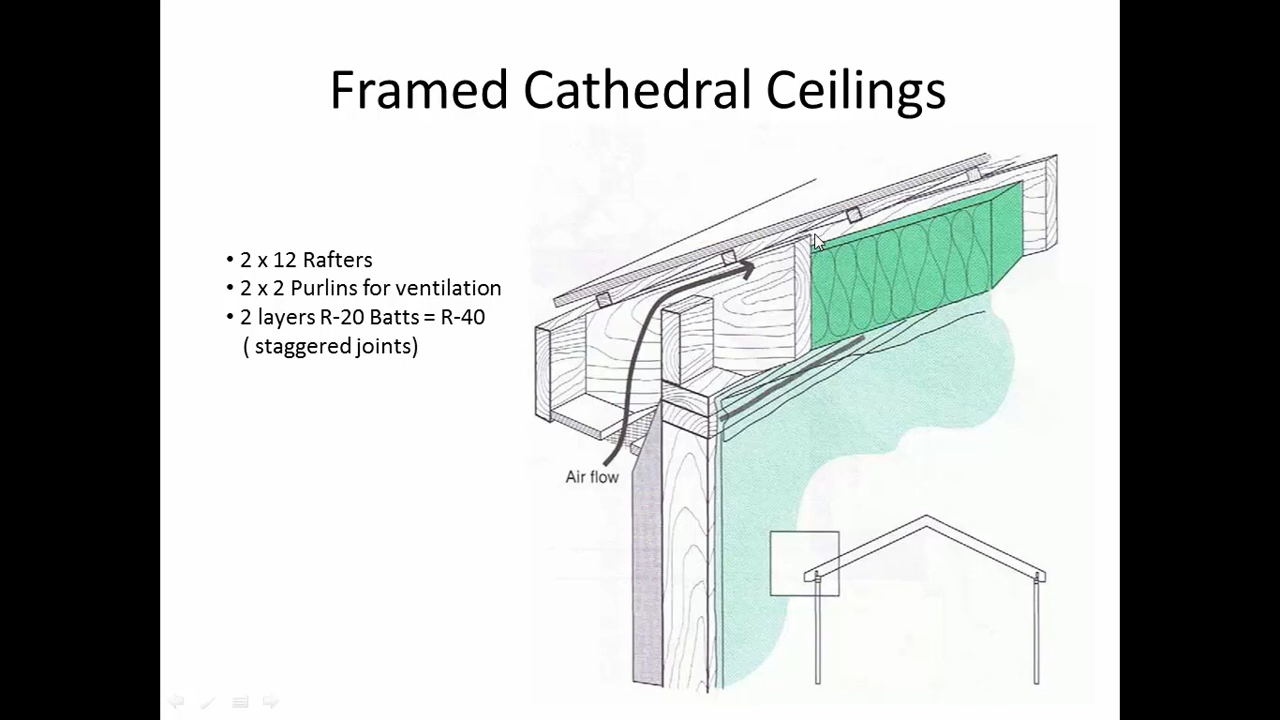 Framed Cathedral Ceilings
• 2 x 12 Rafters
• 2 x 2 Purlins for ventilation
• 2 layers R-20 Batts = R-40
( staggered joints)
Air flow